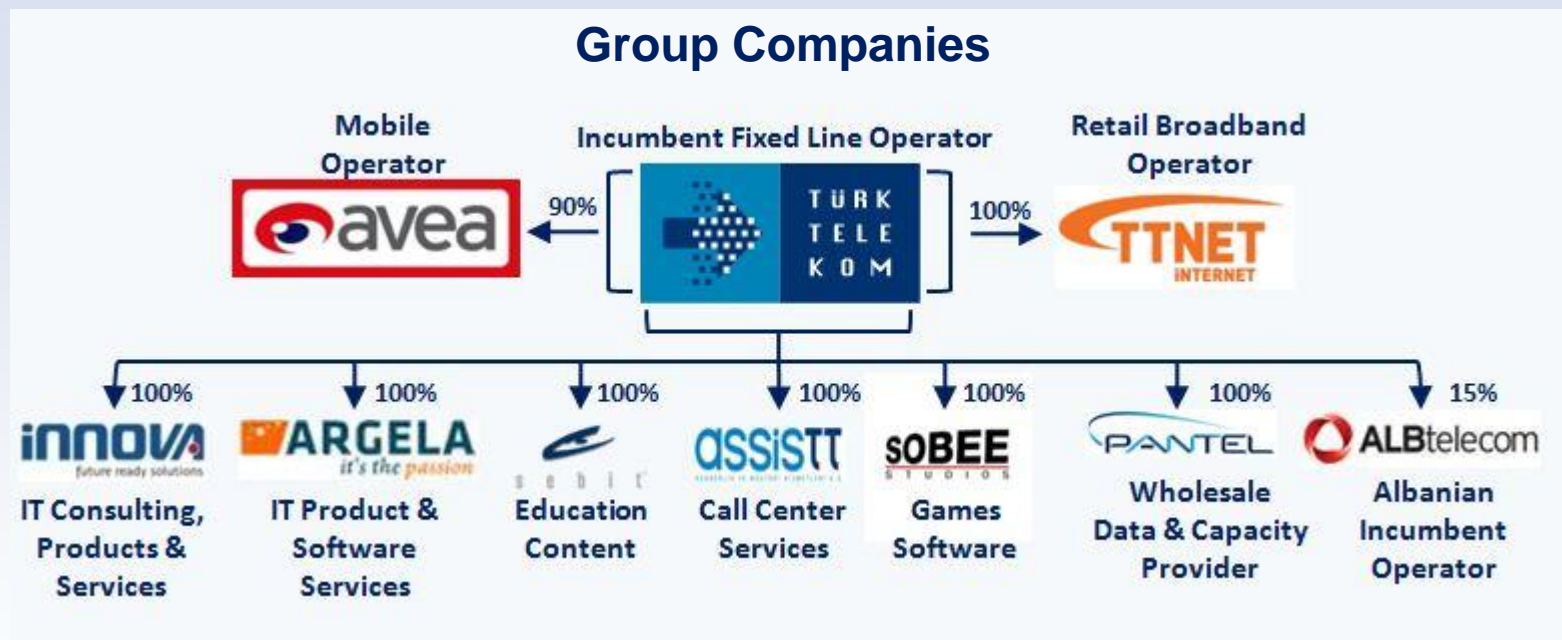 Group Companies
Mobile
Operator
Incumbent Fixed Line Operator
Retail Broadband
Operator
avea
90%
TÜRK
TELE
KOM
100%
TTNET
iNTERNET
100%
100%
100%
100%
100%
100%
15%
innova
future ready solutions
ARGELA
it's the passion
sebit
assisTT
SOBEE
STUDIOS
PANTEL
ALBtelecom
IT Consulting,
Products &
Services
IT Product &
Software
Services
Education
Content
Call Center
Services
Games
Software
Wholesale
Data & Capacity
Provider
Albanian
Incumbent
Operator